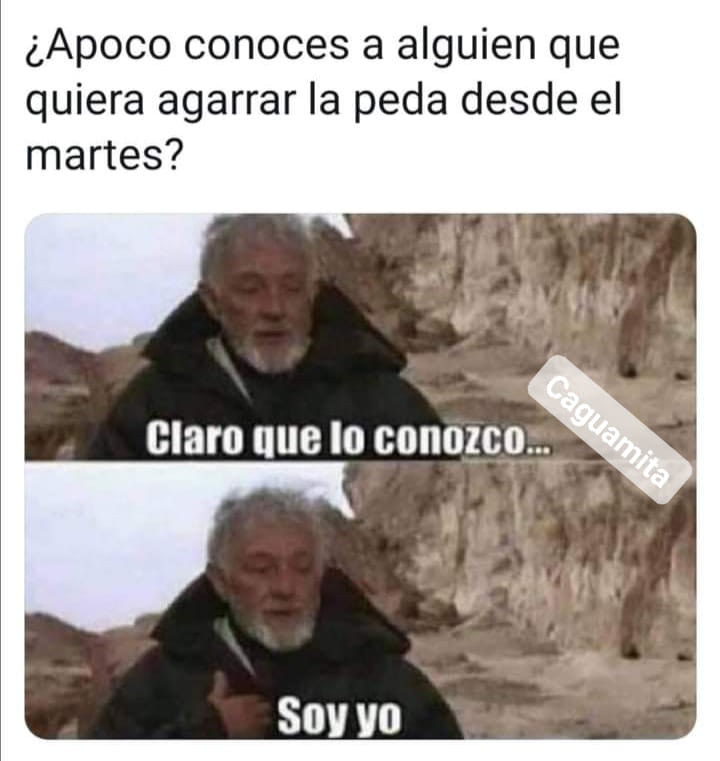 ¿Apoco conoces a alguien que
quiera agarrar la peda desde el
martes?
Claro que lo conozco...
Caguamita
Soy yo